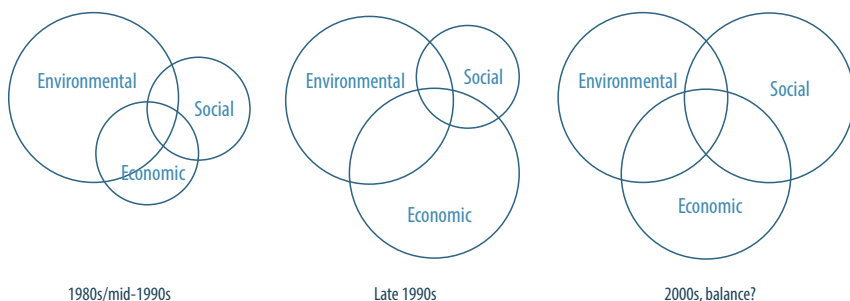 Environmental
Social
Economic
1980s/mid-1990s
Environmental
Social
Economic
Late 1990s
Environmental
Social
Economic
2000s, balance?